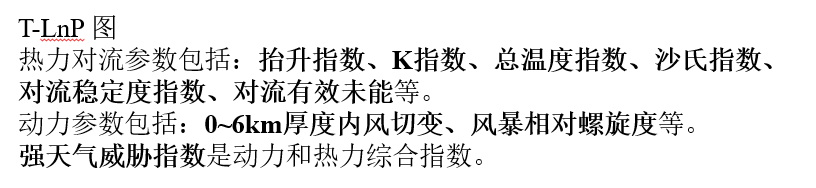 T-LnP 图
热力对流参数包括：抬升指数、K指数、总温度指数、沙氏指数、
对流稳定度指数、对流有效未能等。
动力参数包括：0~6km厚度内风切变、风暴相对螺旋度等。
强天气威胁指数是动力和热力综合指数。